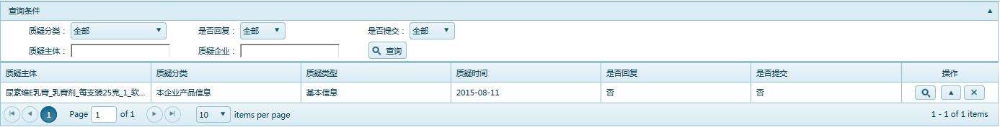 查询条件
质疑分类： 全部 是否回复： 全部 是否提交： 全部
质疑主体： 质疑企业： 查询
质疑主体 质疑分类 质疑类型 质疑时间 是否回复 是否提交 操作
尿素维E乳膏_乳膏剂_每支装25克_1_软... 本企业产品信息 基本信息 2015-08-11 否 否
1 Page 1 of 1 10 items per page 1 - 1 of 1 items